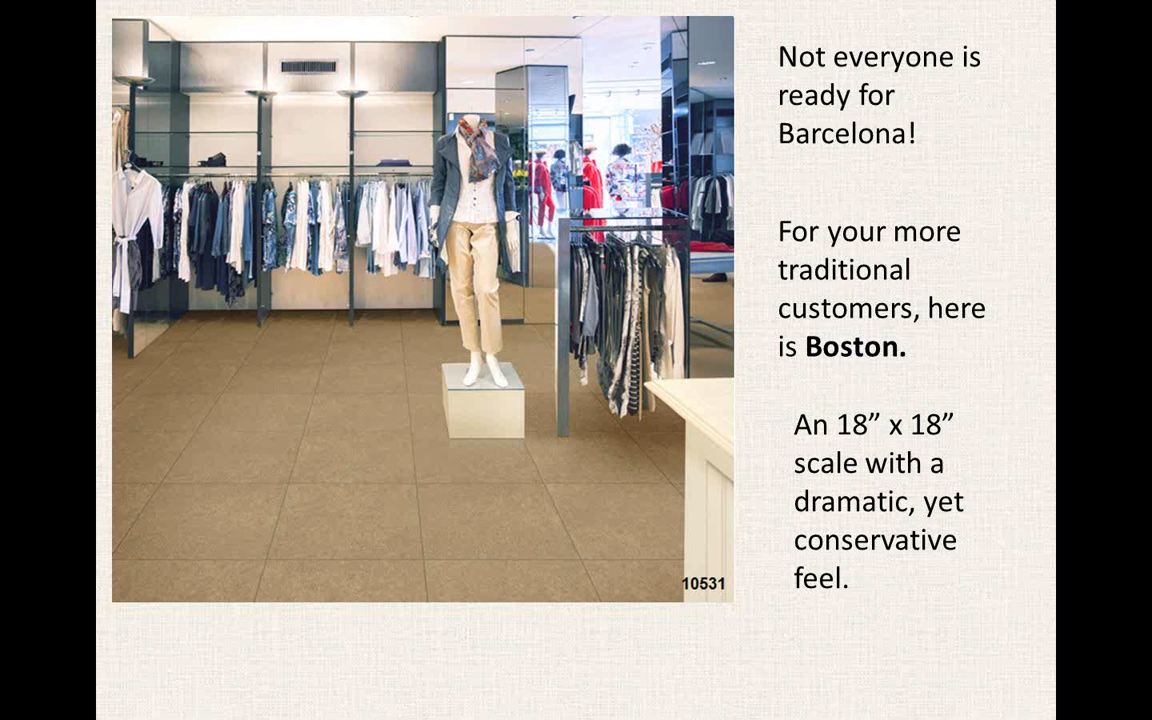 Not everyone is
ready for
Barcelona!
For your more
traditional
customers, here
is Boston.
An 18” x 18”
scale with a
dramatic, yet
conservative
feel.
10531